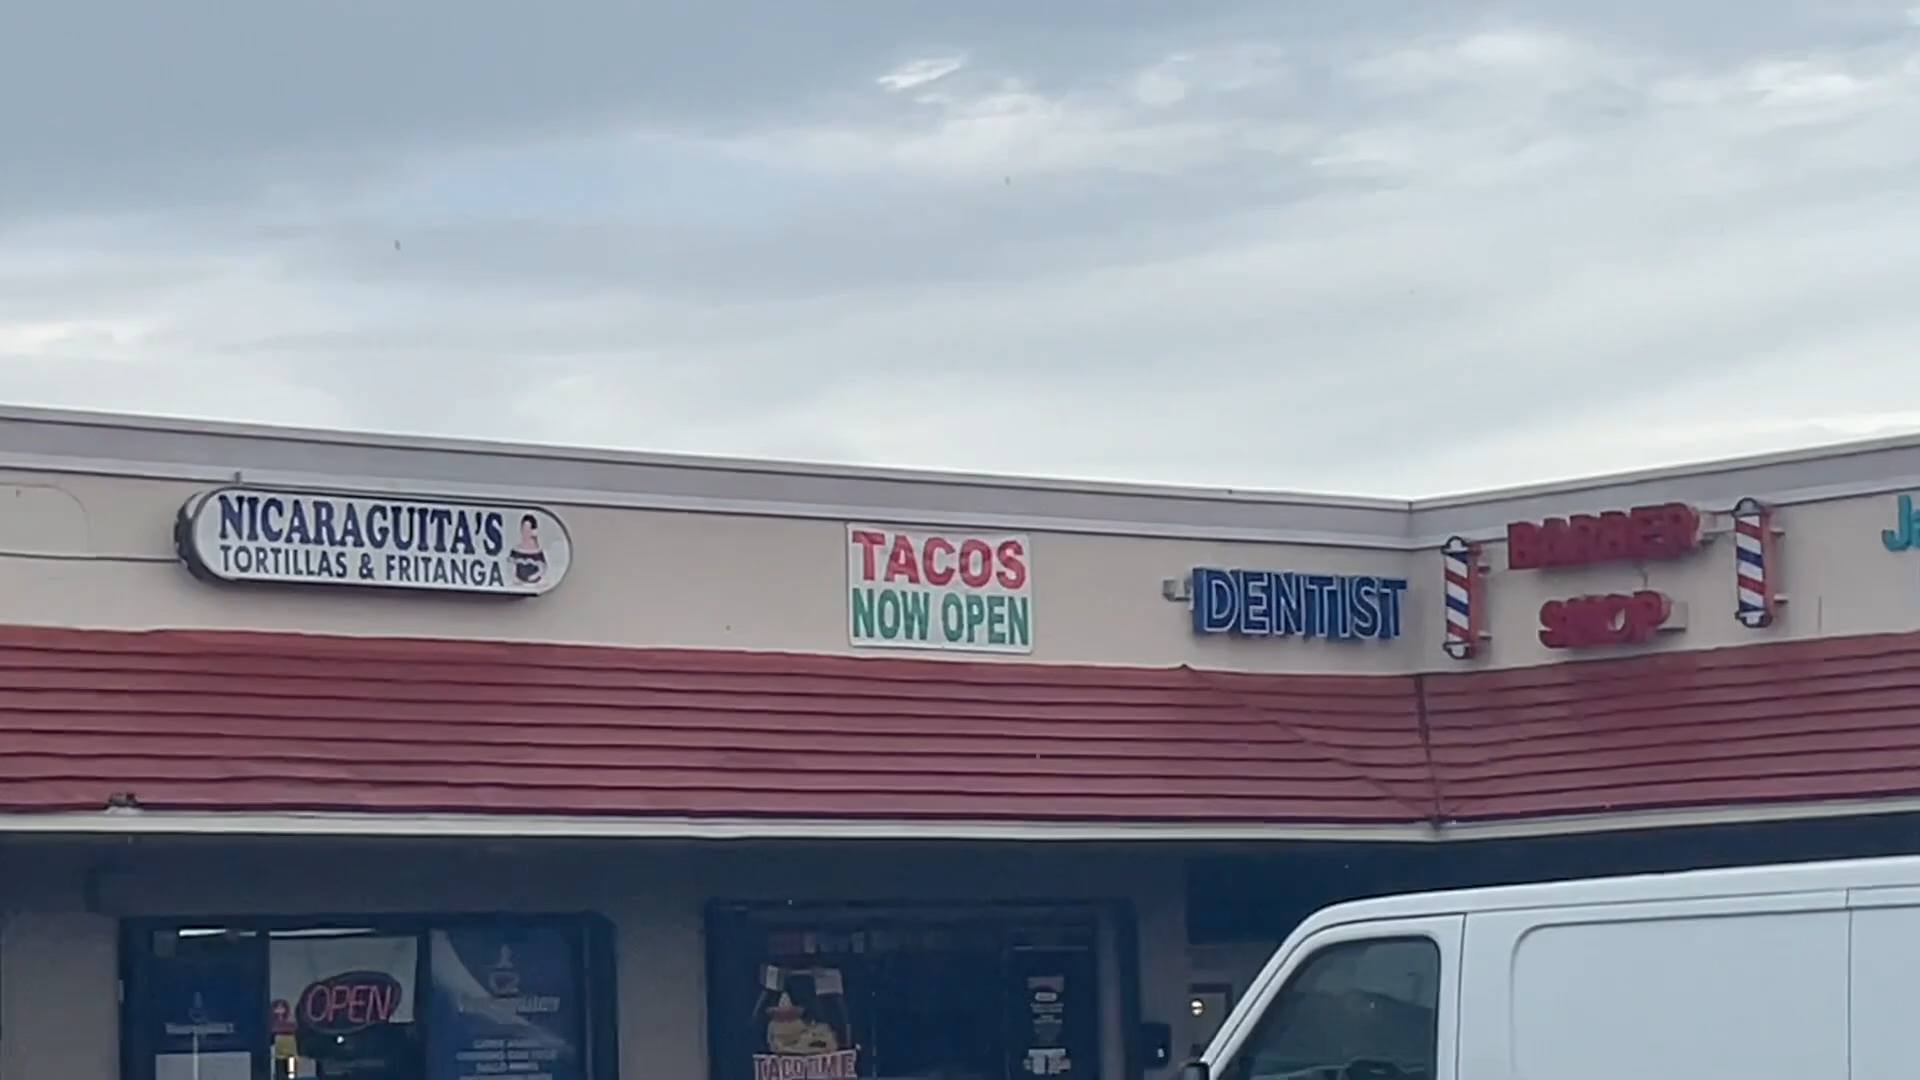 NICARAGUITA'S
TORTILLAS & FRITANGA
TACOS
NOW OPEN
DENTIST
BARBER
SHOP
OPEN
TACO TIME